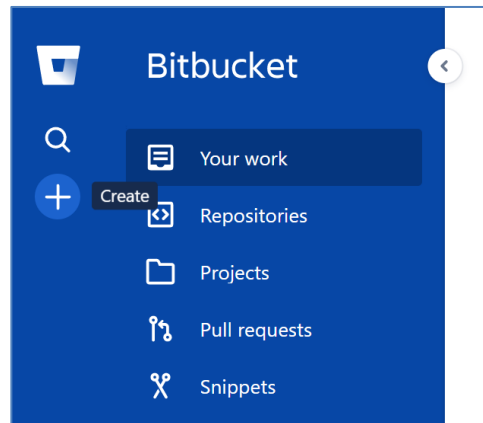 Bitbucket
Your work
Create
Repositories
Projects
Pull requests
Snippets